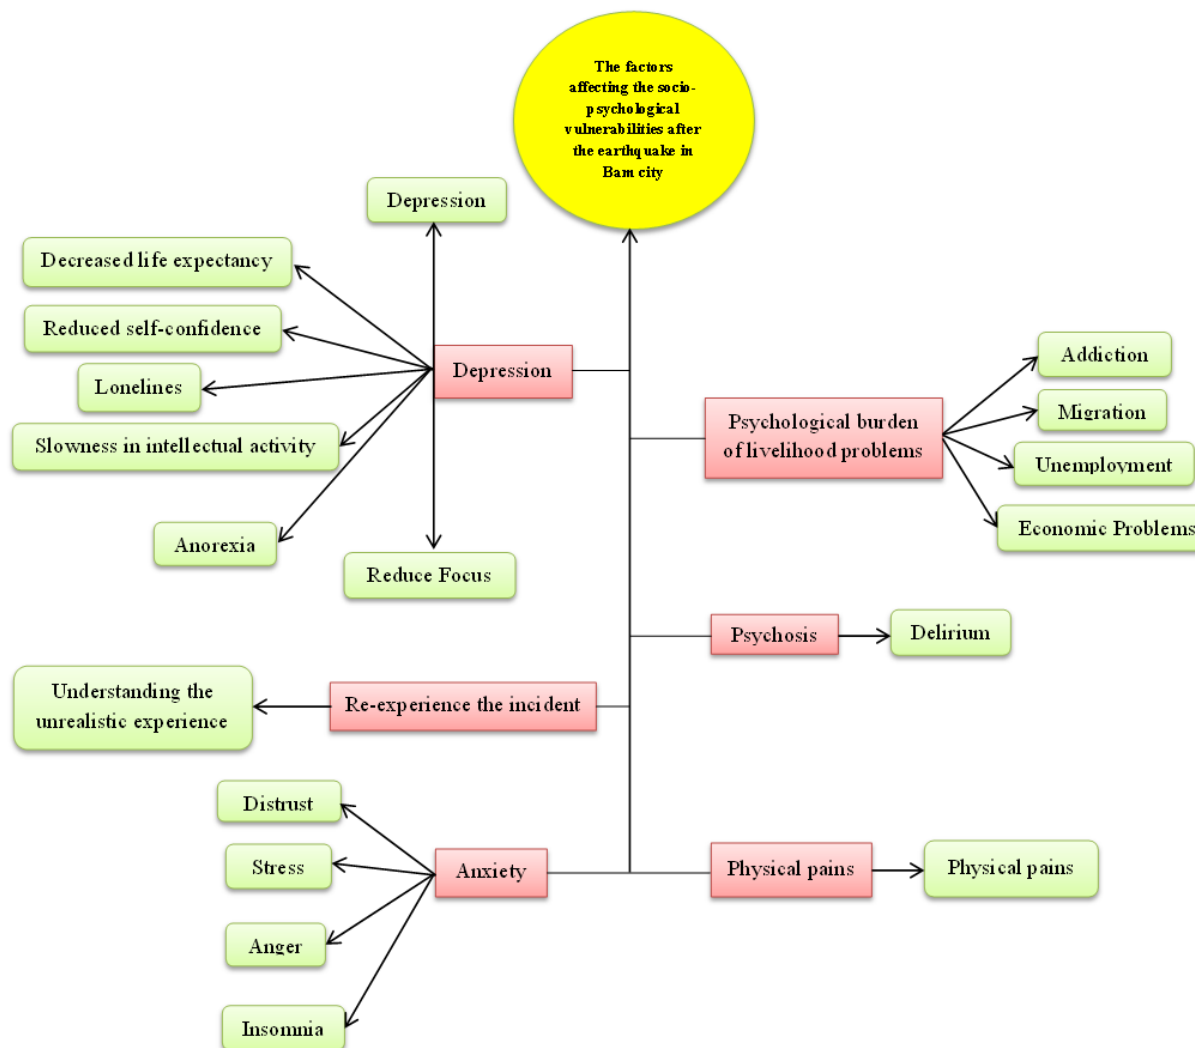 The factors
affecting the socio-
psychological
vulnerabilities after
the earthquake in
Bam city
Depression
Decreased life expectancy
Reduced self-confidence
Lonelines
Slowness in intellectual activity
Anorexia
Reduce Focus
Depression
Psychological burden
of livelihood problems
Addiction
Migration
Unemployment
Economic Problems
Psychosis
Delirium
Understanding the
unrealistic experience
Re-experience the incident
Distrust
Stress
Anger
Insomnia
Anxiety
Physical pains
Physical pains